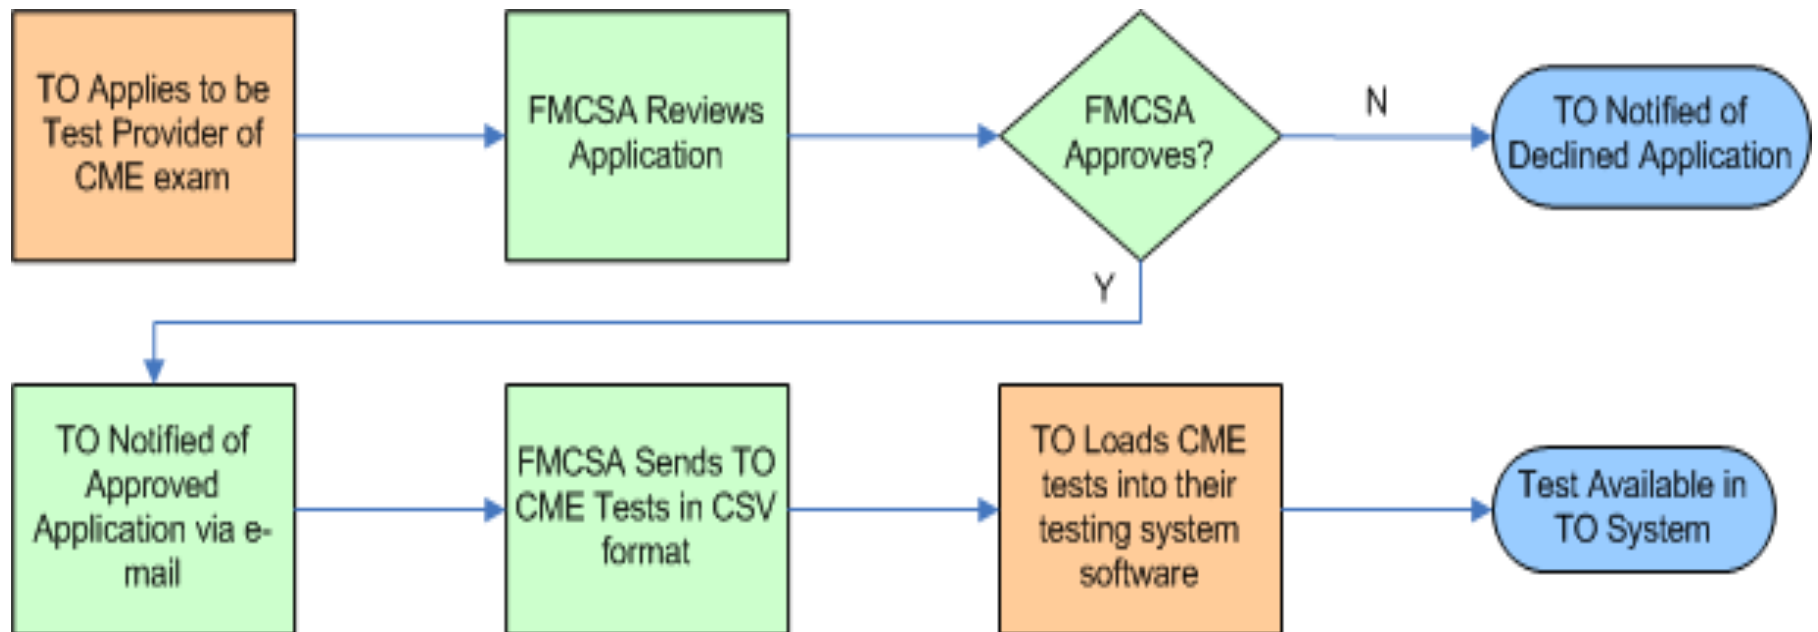 TO Applies to be
Test Provider of
CME exam
FMCSA Reviews
Application
FMCSA
Approves?
N
TO Notified of
Declined Application
Y
TO Notified of
Approved
Application via e-
mail
FMCSA Sends TO
CME Tests in CSV
format
TO Loads CME
tests into their
testing system
software
Test Available in
TO System